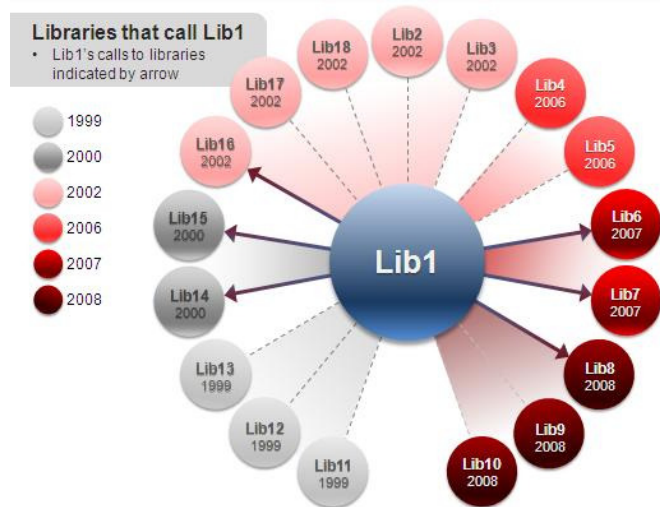 Libraries that call Lib1
• Lib1's calls to libraries
indicated by arrow
1999
2000
2002
2006
2007
2008
Lib1
Lib2
2002
Lib3
2002
Lib4
2006
Lib5
2006
Lib6
2007
Lib7
2007
Lib8
2008
Lib9
2008
Lib10
2008
Lib11
1999
Lib12
1999
Lib13
1999
Lib14
2000
Lib15
2000
Lib16
2002
Lib17
2002
Lib18
2002